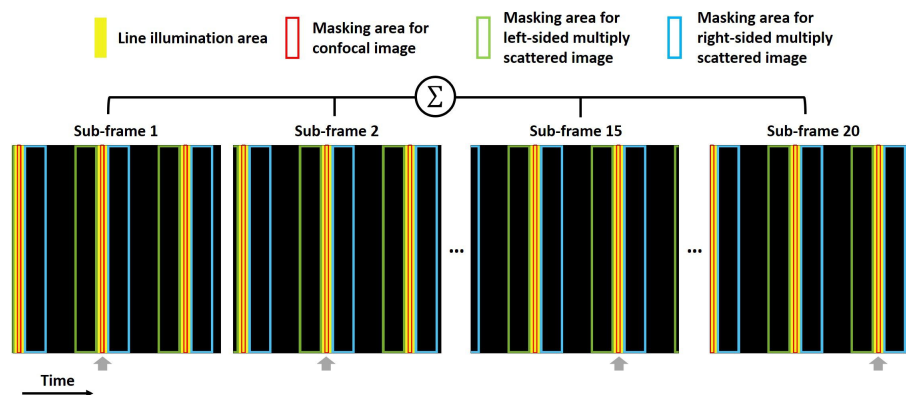 Line illumination area
Masking area for
confocal image
Masking area for
left-sided multiply
scattered image
Masking area for
right-sided multiply
scattered image
Σ
Sub-frame 1
Sub-frame 2
Sub-frame 15
Sub-frame 20
...
...
Time